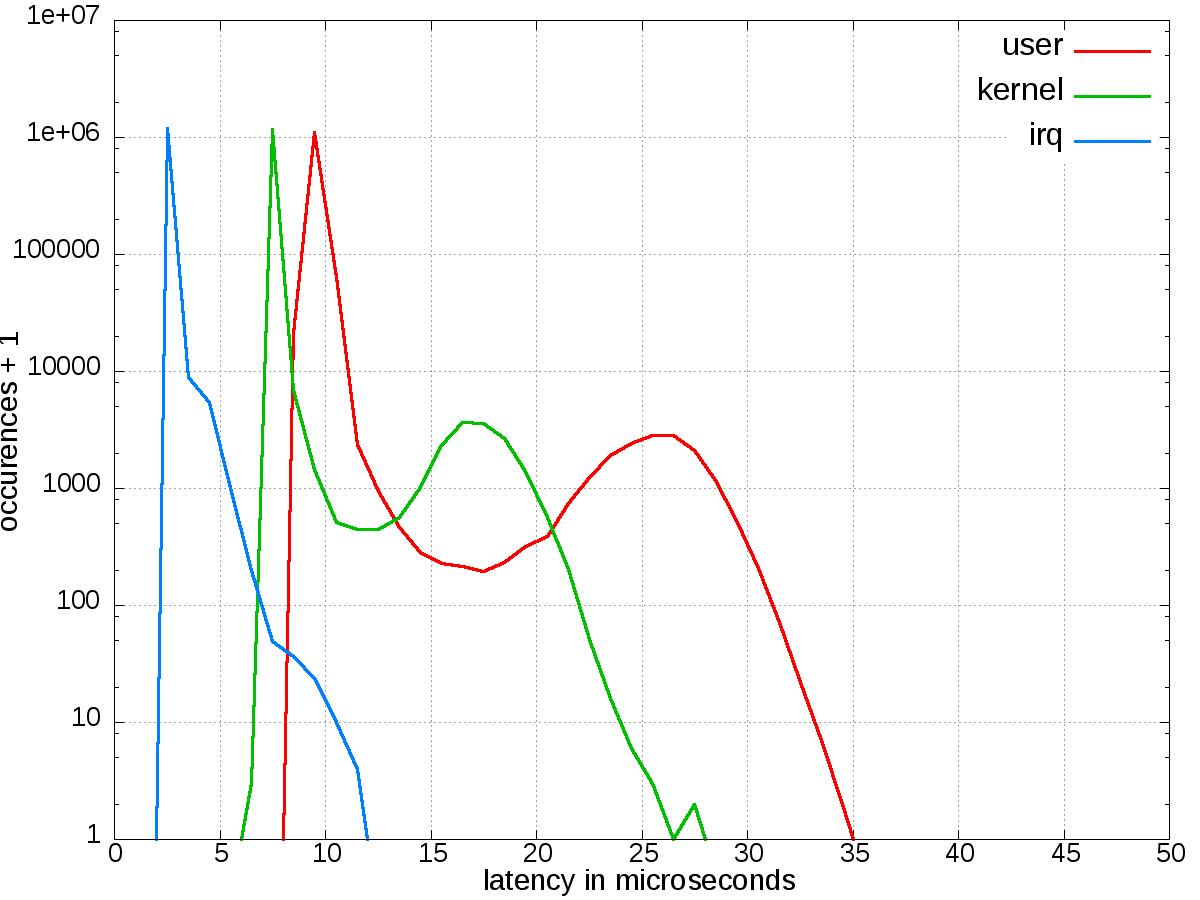 1e+07
1e+06
100000
10000
1000
100
10
1
occurences + 1
user
kernel
irq
0 5 10 15 20 25 30 35 40 45 50
latency in microseconds